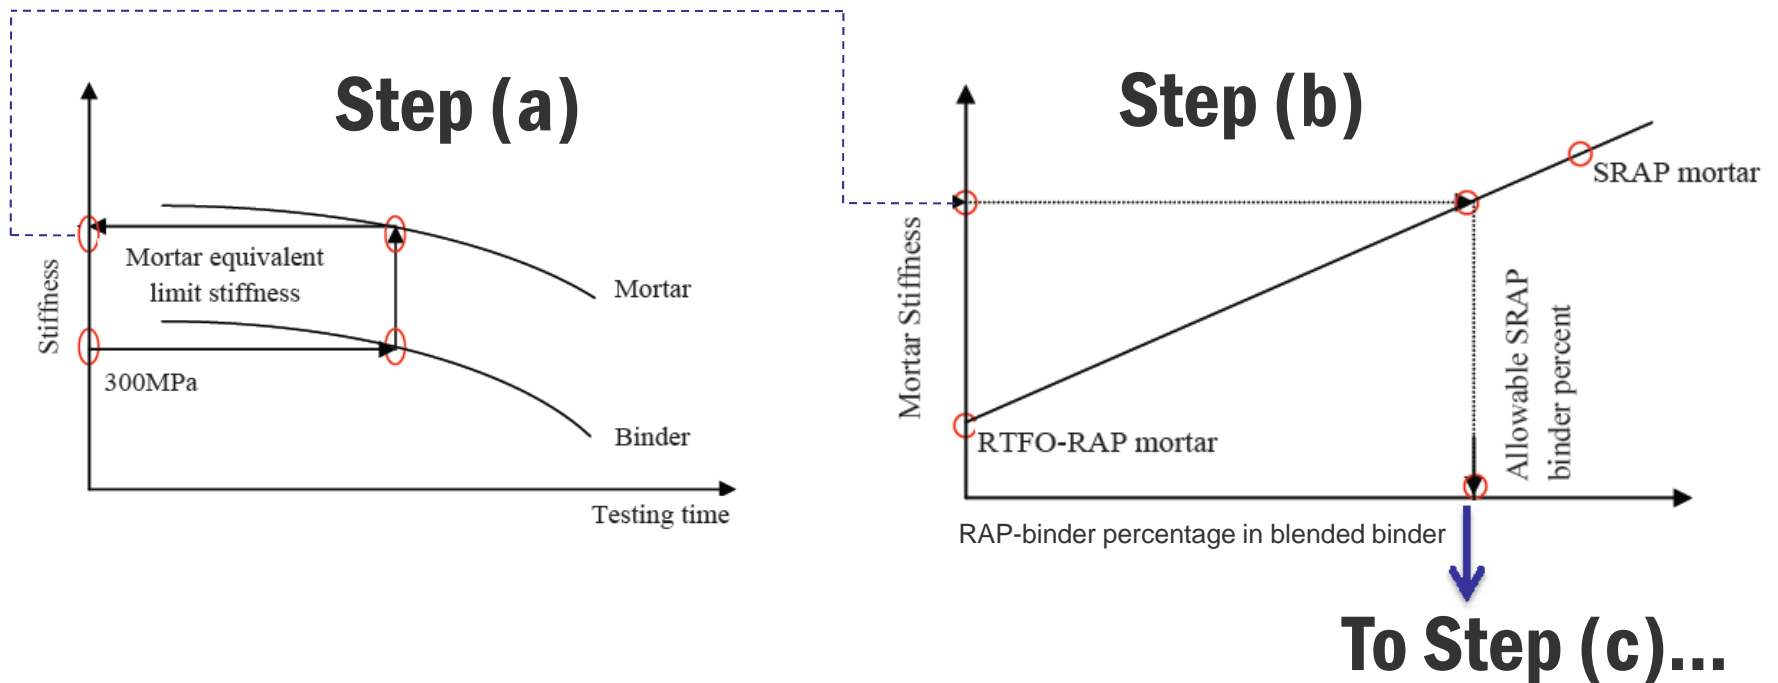 Step (a)
Stiffness
Mortar equivalent
limit stiffness
Mortar
300MPa
Binder
Testing time
Step (b)
SRAP mortar
Mortar Stiffness
RTFO-RAP mortar
Allowable SRAP
binder percent
RAP-binder percentage in blended binder
To Step (c)...